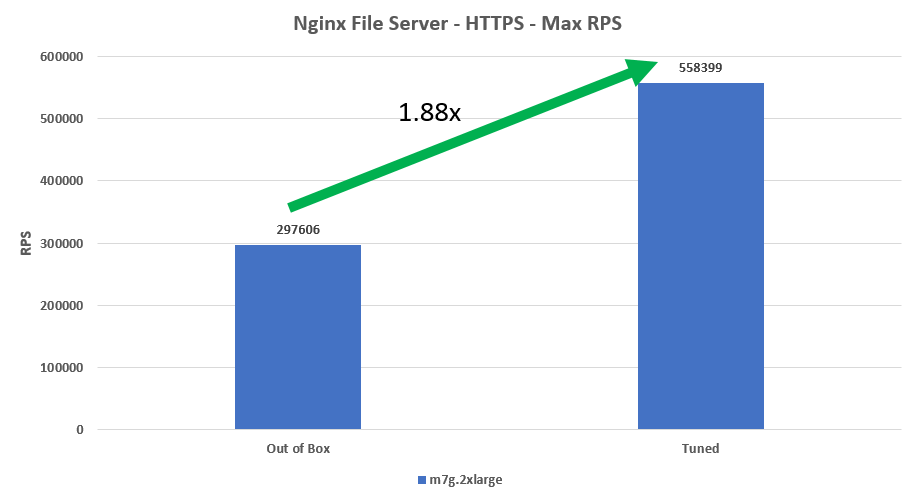 Nginx File Server - HTTPS - Max RPS
600000
558399
500000
1.88x
400000
300000
297606
RPS
200000
100000
0
Out of Box
Tuned
m7g.2xlarge